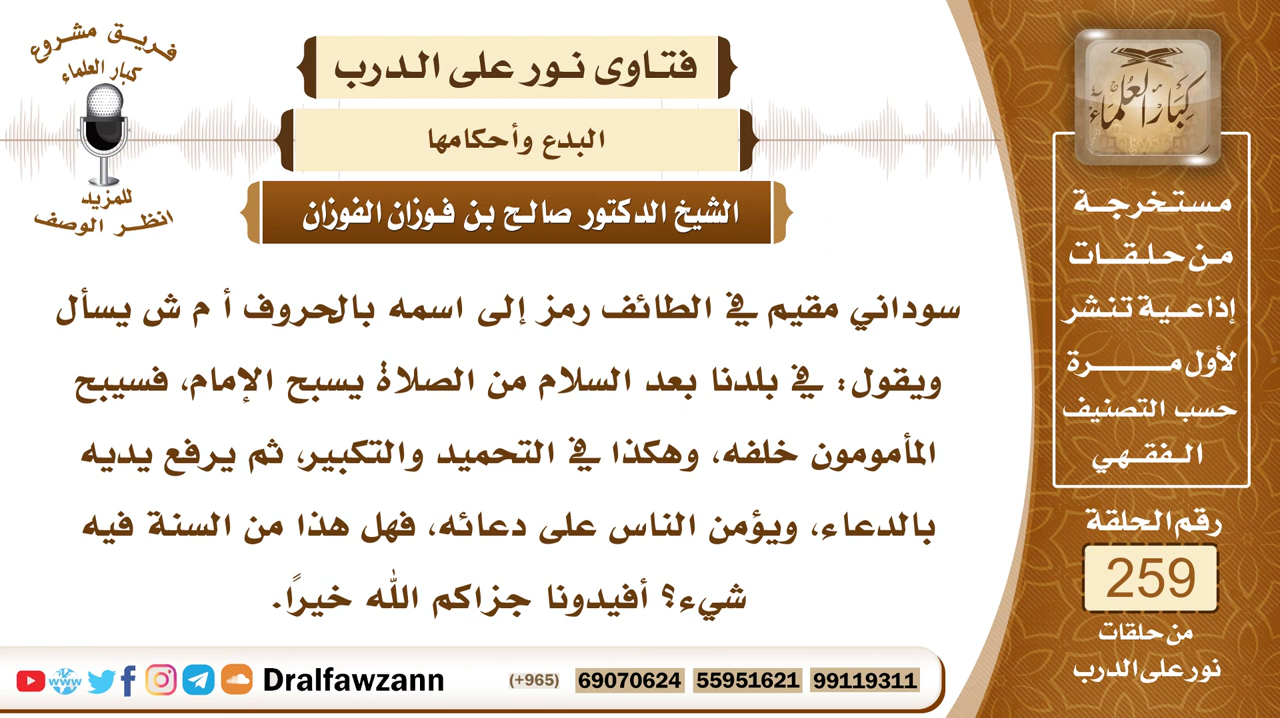 فريق مشروع
كبار العلماء
للمزيد
انظر الوصف
فتاوى نور على الدرب
البدع وأحكامها
الشيخ الدكتور صالح بن فوزان الفوزان
سوداني مقيم في الطائف رمز إلى اسمه بالحروف أ م ش يسأل
ويقول: في بلدنا بعد السلام من الصلاة يسبح الإمام، فسيبح
المأمومون خلفه، وهكذا في التحميد والتكبير، ثم يرفع يديه
بالدعاء، ويؤمن الناس على دعائه، فهل هذا من السنة فيه
شيء؟ أفيدونا جزاكم الله خيراً.
كبار العلماء
مستخرجة
من حلقات
إذاعية تنشر
لأول مرة
حسب التصنيف
الفقهي
رقم الحلقة
259
من حلقات
نور على الدرب
www Dralfawzann (+965) 69070624 55951621 99119311